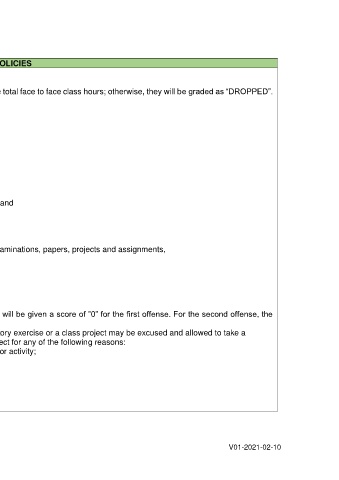 OLICIES
e total face to face class hours; otherwise, they will be graded as “DROPPED”.
and
aminations, papers, projects and assignments,
will be given a score of "0" for the first offense. For the second offense, the
ory exercise or a class project may be excused and allowed to take a
ect for any of the following reasons:
or activity;
V01-2021-02-10